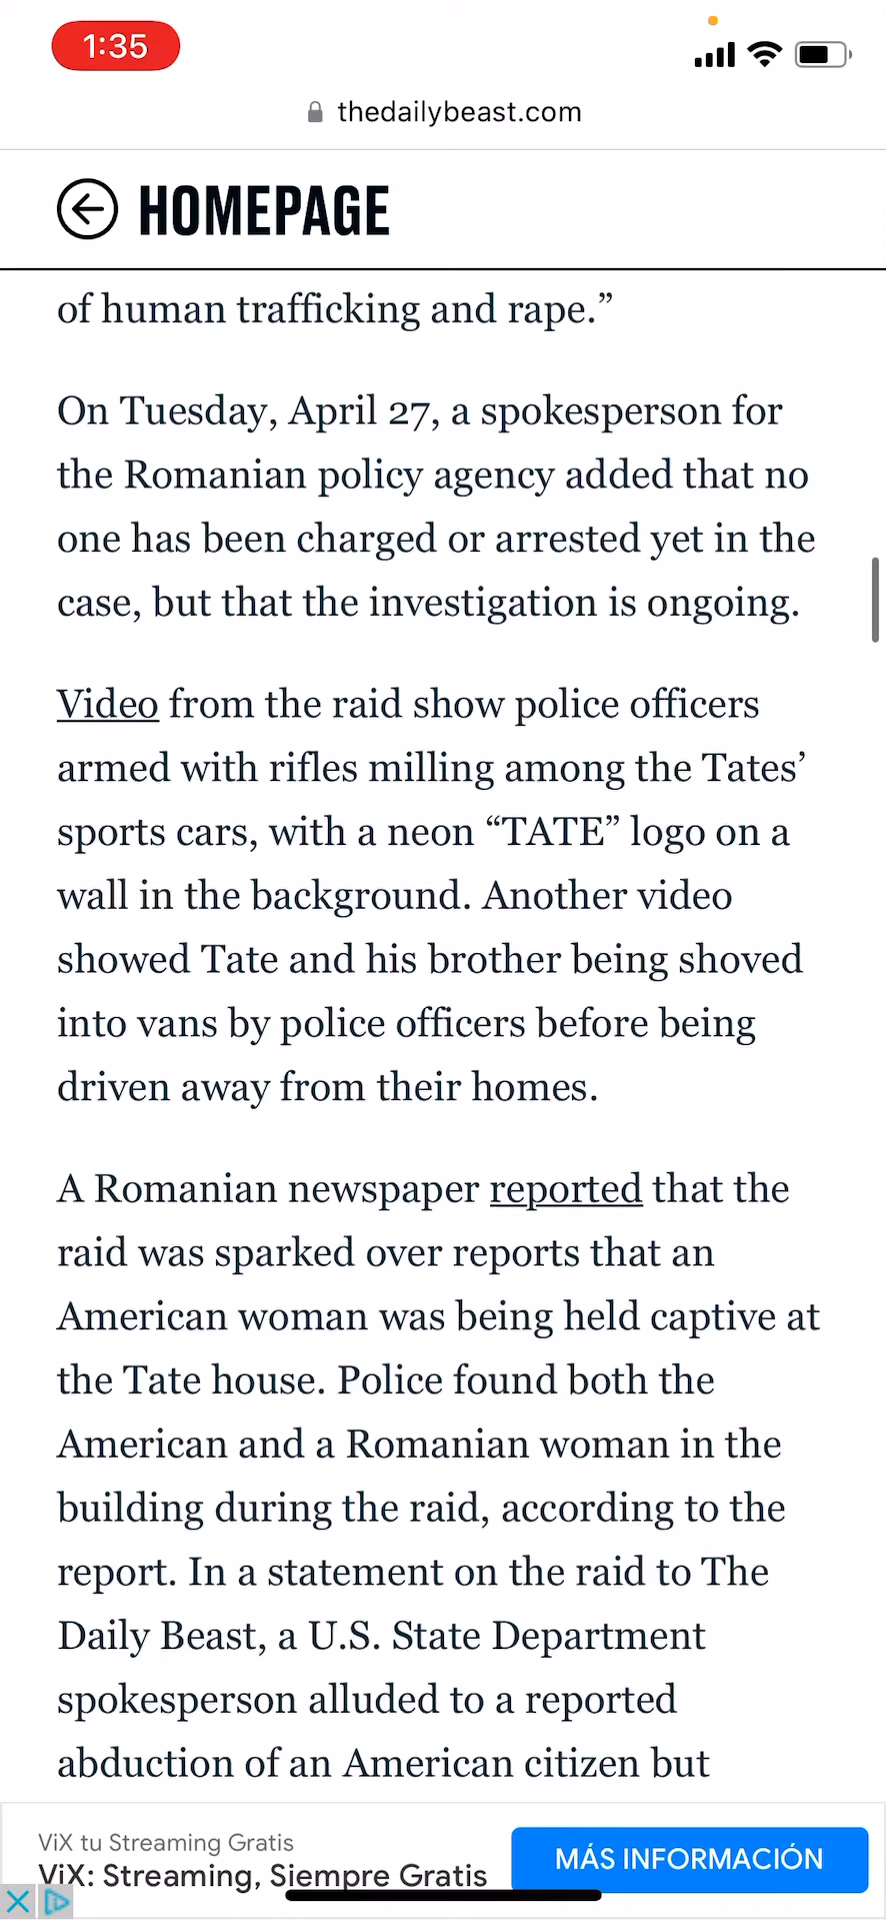 1:35
thedailybeast.com
HOMEPAGE
of human trafficking and rape.”
On Tuesday, April 27, a spokesperson for
the Romanian policy agency added that no
one has been charged or arrested yet in the
case, but that the investigation is ongoing.
Video from the raid show police officers
armed with rifles milling among the Tates’
sports cars, with a neon “TATE” logo on a
wall in the background. Another video
showed Tate and his brother being shoved
into vans by police officers before being
driven away from their homes.
A Romanian newspaper reported that the
raid was sparked over reports that an
American woman was being held captive at
the Tate house. Police found both the
American and a Romanian woman in the
building during the raid, according to the
report. In a statement on the raid to The
Daily Beast, a U.S. State Department
spokesperson alluded to a reported
abduction of an American citizen but
ViX tu Streaming Gratis
ViX: Streaming, Siempre Gratis
MÁS INFORMACIÓN